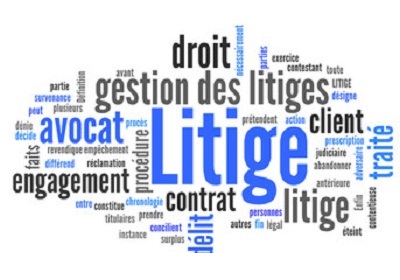 droit
nécessairement
parties
exercice
contestant
toute
partie
avant
Définition
gestion des litiges
LITIGE
survenance
désigne
peut
plusieurs
dénie
procès
prétendent
action
client
décide
avocat
Litige
prescription
traité
faits
revendique
empêchement
procédure
judiciaire
adversaire
différend
réclamation
abandonner
engagement
antérieure
contrat
litige
Enfin
contentieuse
entre
constitue
chronologie
titulaires
prendre
délit
personnes
concilient
autres
fin
légal
instance
surplus
éteint